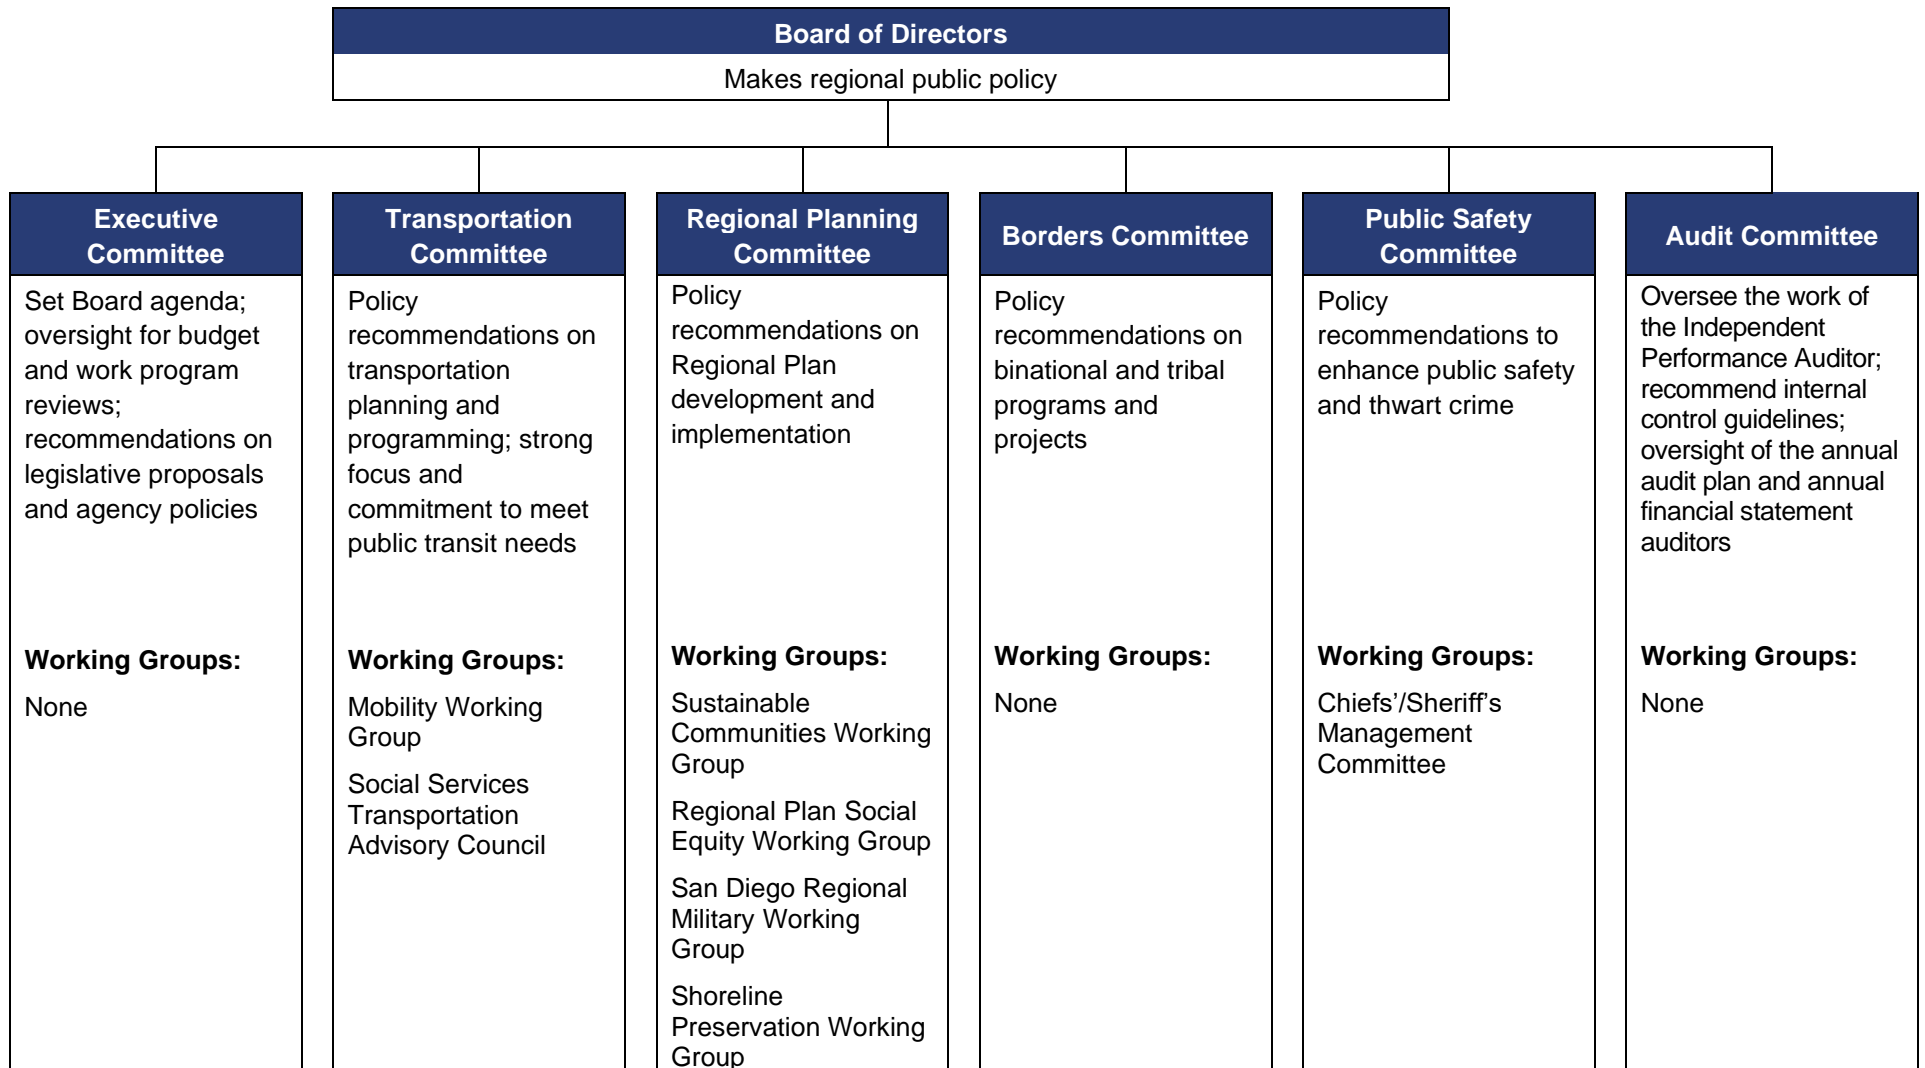 Board of Directors
Makes regional public policy
Executive
Committee
Set Board agenda;
oversight for budget
and work program
reviews;
recommendations on
legislative proposals
and agency policies
Working Groups:
None
Transportation
Committee
Policy
recommendations on
transportation
planning and
programming; strong
focus and
commitment to meet
public transit needs
Working Groups:
Mobility Working
Group
Social Services
Transportation
Advisory Council
Regional Planning
Committee
Policy
recommendations on
Regional Plan
development and
implementation
Working Groups:
Sustainable
Communities Working
Group
Regional Plan Social
Equity Working Group
San Diego Regional
Military Working
Group
Shoreline
Preservation Working
Group
Borders Committee
Policy
recommendations on
binational and tribal
programs and
projects
Working Groups:
None
Public Safety
Committee
Policy
recommendations to
enhance public safety
and thwart crime
Working Groups:
Chiefs’/Sheriff’s
Management
Committee
Audit Committee
Oversee the work of
the Independent
Performance Auditor;
recommend internal
control guidelines;
oversight of the annual
audit plan and annual
financial statement
auditors
Working Groups:
None